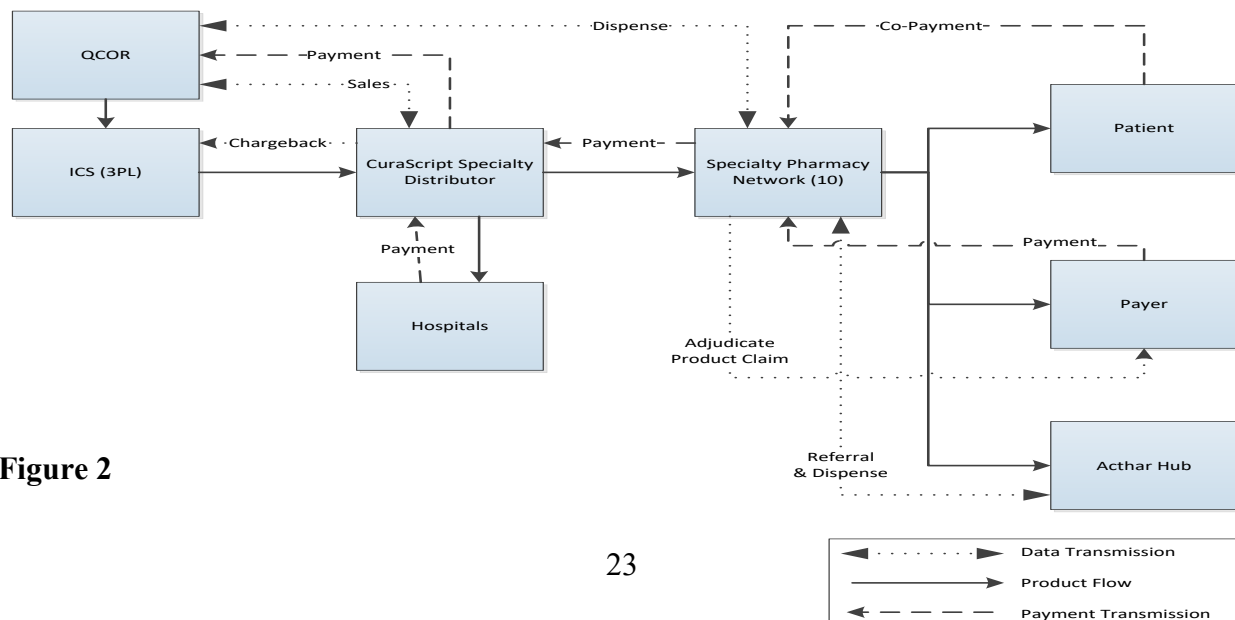 Dispense
Co-Payment
QCOR
Payment
Sales
Patient
ICS (3PL)
Chargeback
CuraScript Specialty
Distributor
Payment
Specialty Pharmacy
Network (10)
Payment
Hospitals
Payment
Payer
Adjudicate
Product Claim
Referral
& Dispense
Acthar Hub
Figure 2
23
Data Transmission
Product Flow
Payment Transmission